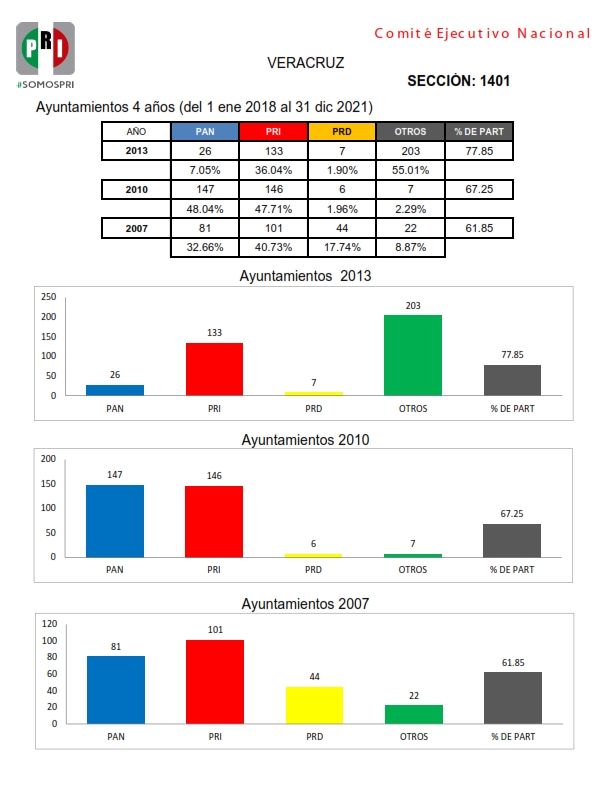 Comité Ejecutivo Nacional
PRI
#SOMOSPRI
VERACRUZ
SECCIÓN: 1401
Ayuntamientos 4 años (del 1 ene 2018 al 31 dic 2021)
AÑO PAN PRI PRD OTROS % DE PART
2013 26 133 7 203 77.85
7.05% 36.04% 1.90% 55.01%
2010 147 146 6 7 67.25
48.04% 47.71% 1.96% 2.29%
2007 81 101 44 22 61.85
32.66% 40.73% 17.74% 8.87%
Ayuntamientos 2013
250
200
150
100
50
0
26
133
7
203
77.85
PAN PRI PRD OTROS % DE PART
Ayuntamientos 2010
200
150
100
50
0
147
146
6
7
67.25
PAN PRI PRD OTROS % DE PART
Ayuntamientos 2007
120
100
80
60
40
20
0
81
101
44
22
61.85
PAN PRI PRD OTROS % DE PART